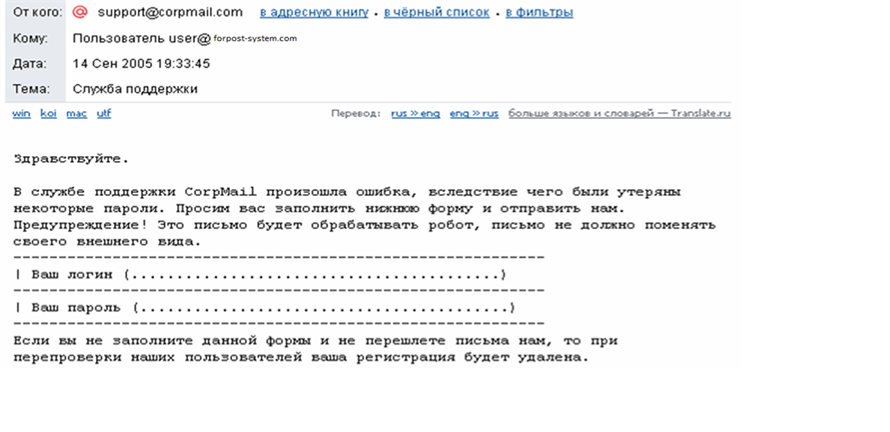 От кого: @ support@corpmail.com в адресную книгу . в чёрный список . в фильтры
Кому: Пользователь user@ forpost-system.com
Дата: 14 Сен 2005 19:33:45
Тема: Служба поддержки
win koi mac utf Перевод: rus » eng eng » rus больше языков и словарей — Translate.ru
Здравствуйте.
В службе поддержки CorpMail произошла ошибка, вследствие чего были утеряны
некоторые пароли. Просим вас заполнить нижнюю форму и отправить нам.
Предупреждение! Это письмо будет обрабатывать робот, письмо не должно поменять
своего внешнего вида.
----------------------------------------------------------
| Ваш логин (........................................)
----------------------------------------------------------
| Ваш пароль (........................................)
----------------------------------------------------------
Если вы не заполните данной формы и не перешлете письма нам, то при
перепроверки наших пользователей ваша регистрация будет удалена.